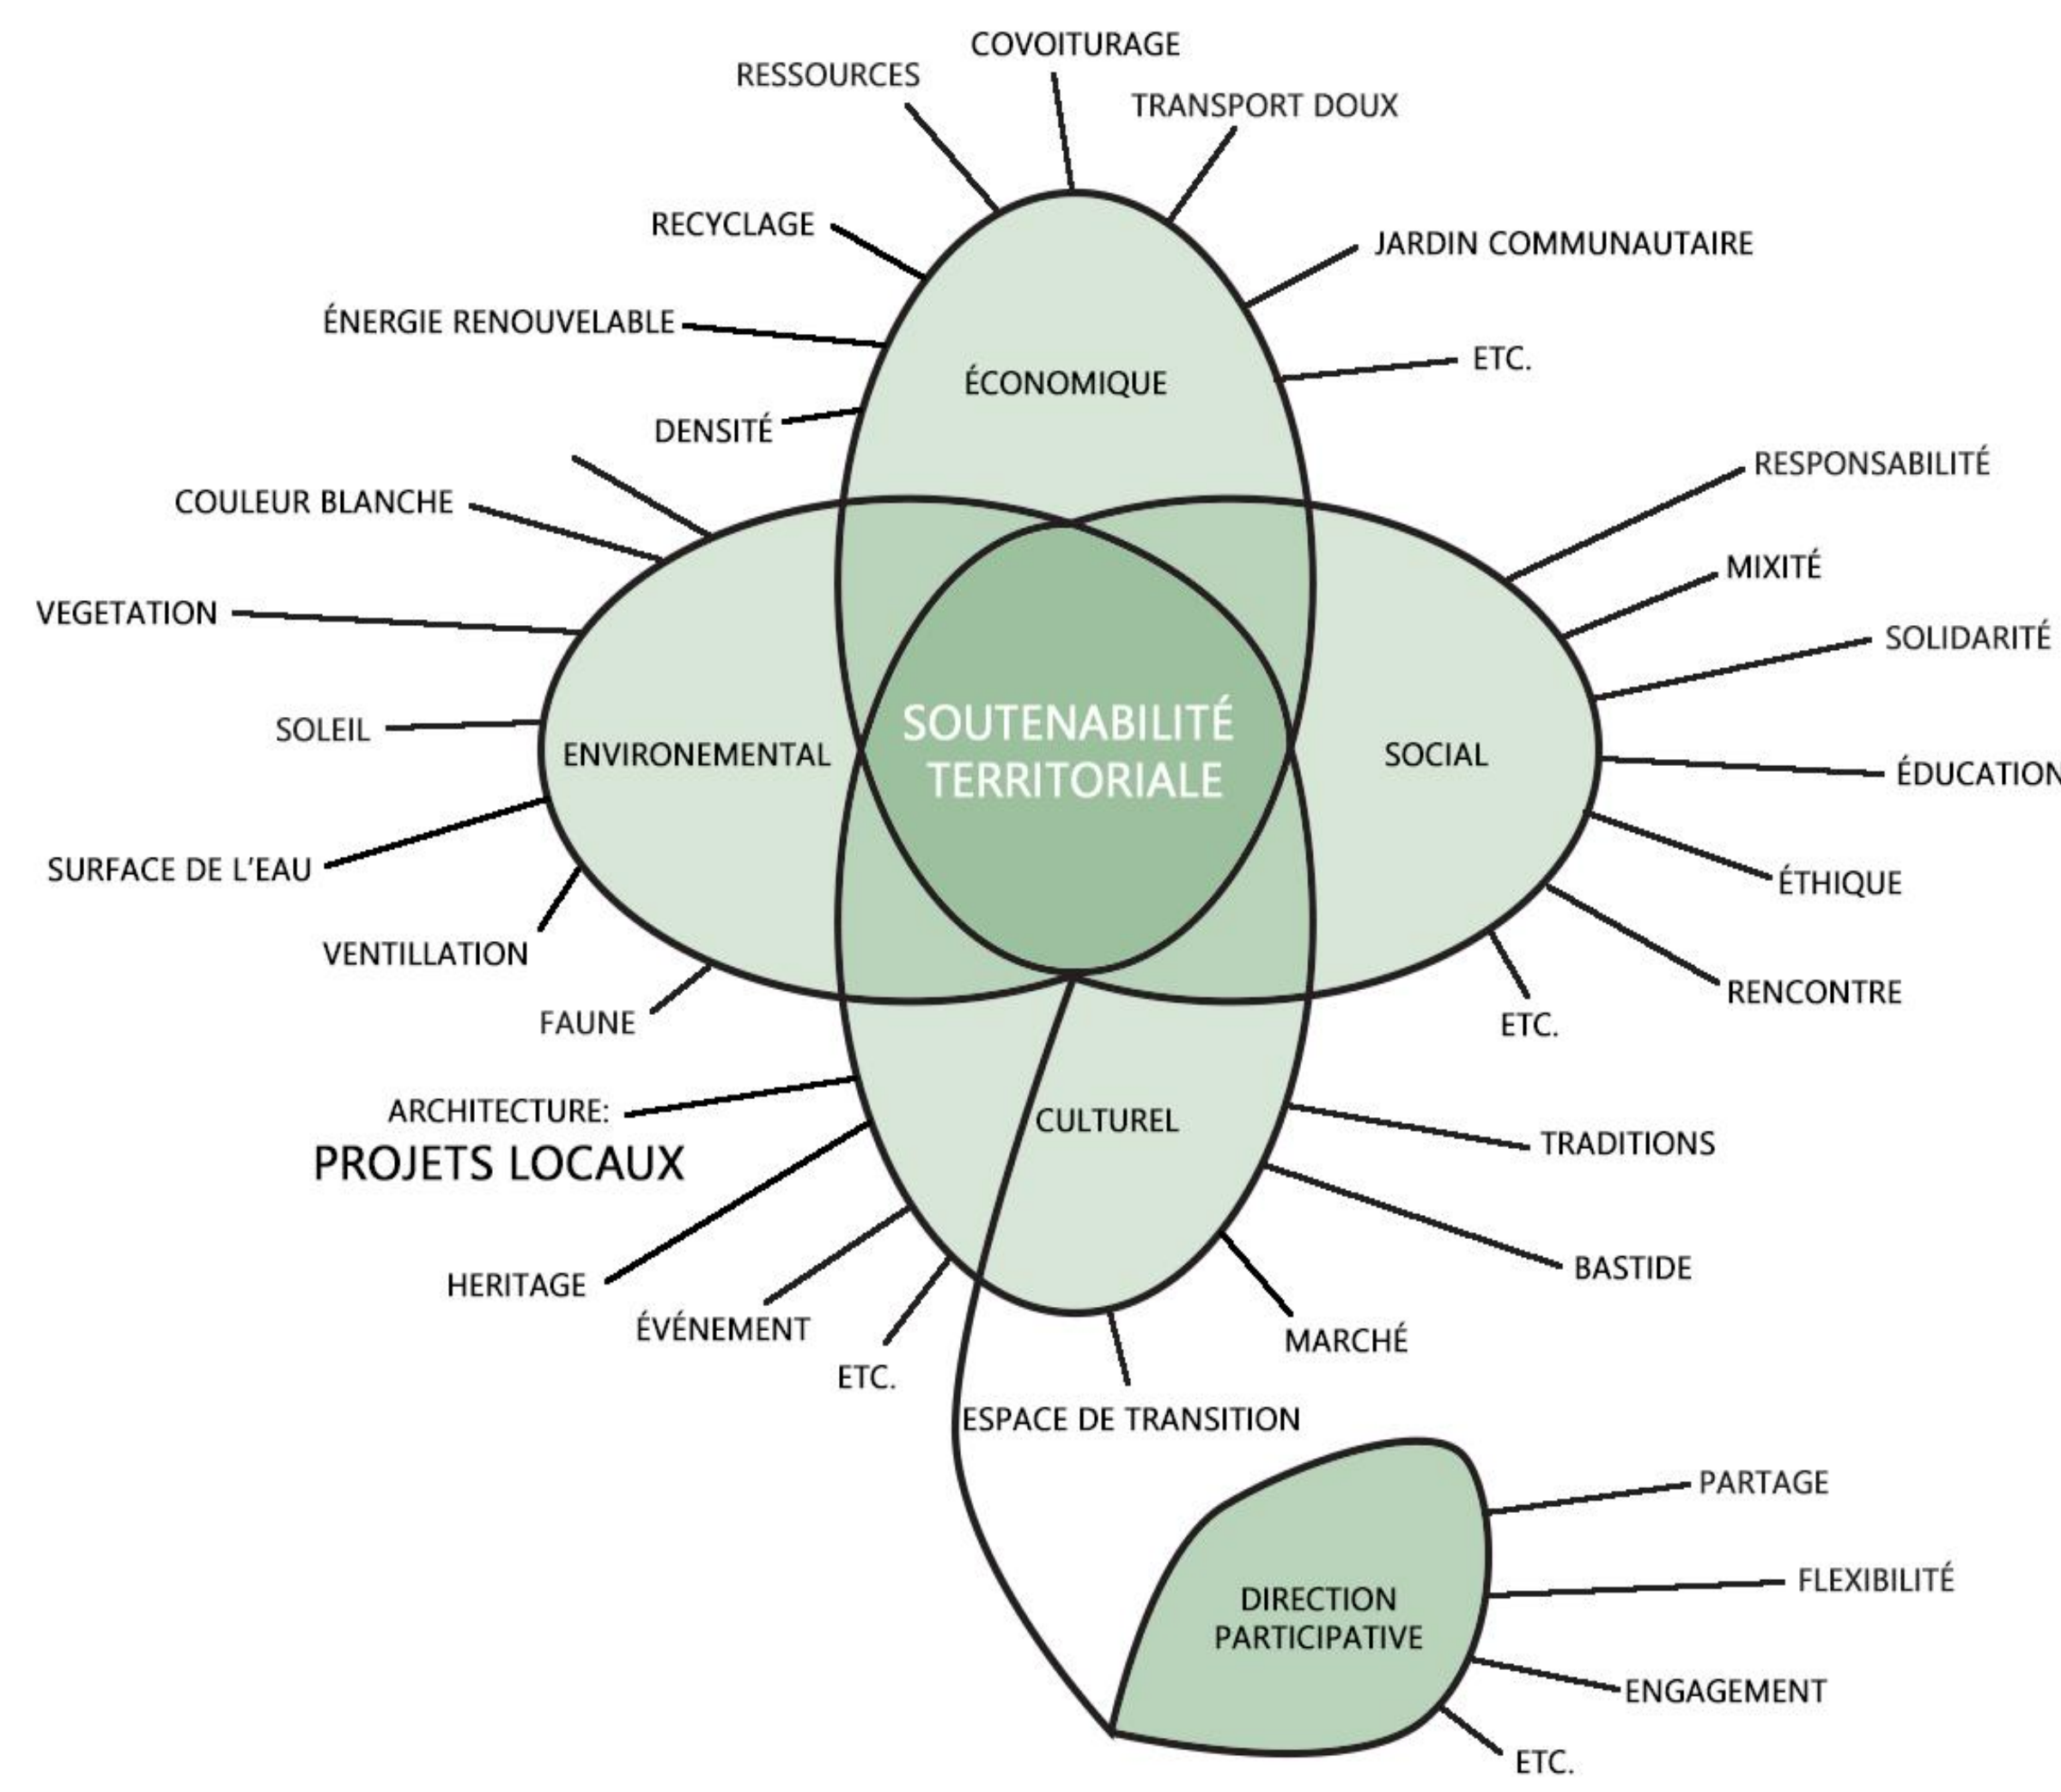 COVOITURAGE
RESSOURCES
TRANSPORT DOUX
RECYCLAGE
JARDIN COMMUNAUTAIRE
ÉNERGIE RENOUVELABLE
ETC.
ÉCONOMIQUE
DENSITÉ
RESPONSABILITÉ
COULEUR BLANCHE
MIXITÉ
VEGETATION
SOLIDARITÉ
SOUTENABILITÉ
TERRITORIALE
SOLEIL
ENVIRONEMENTAL
SOCIAL
ÉDUCATION
SURFACE DE L'EAU
ÉTHIQUE
VENTILLATION
RENCONTRE
FAUNE
ETC.
ARCHITECTURE:
PROJETS LOCAUX
CULTUREL
TRADITIONS
HERITAGE
BASTIDE
ÉVÉNEMENT
MARCHÉ
ETC.
ESPACE DE TRANSITION
PARTAGE
FLEXIBILITÉ
DIRECTION
PARTICIPATIVE
ENGAGEMENT
ETC.